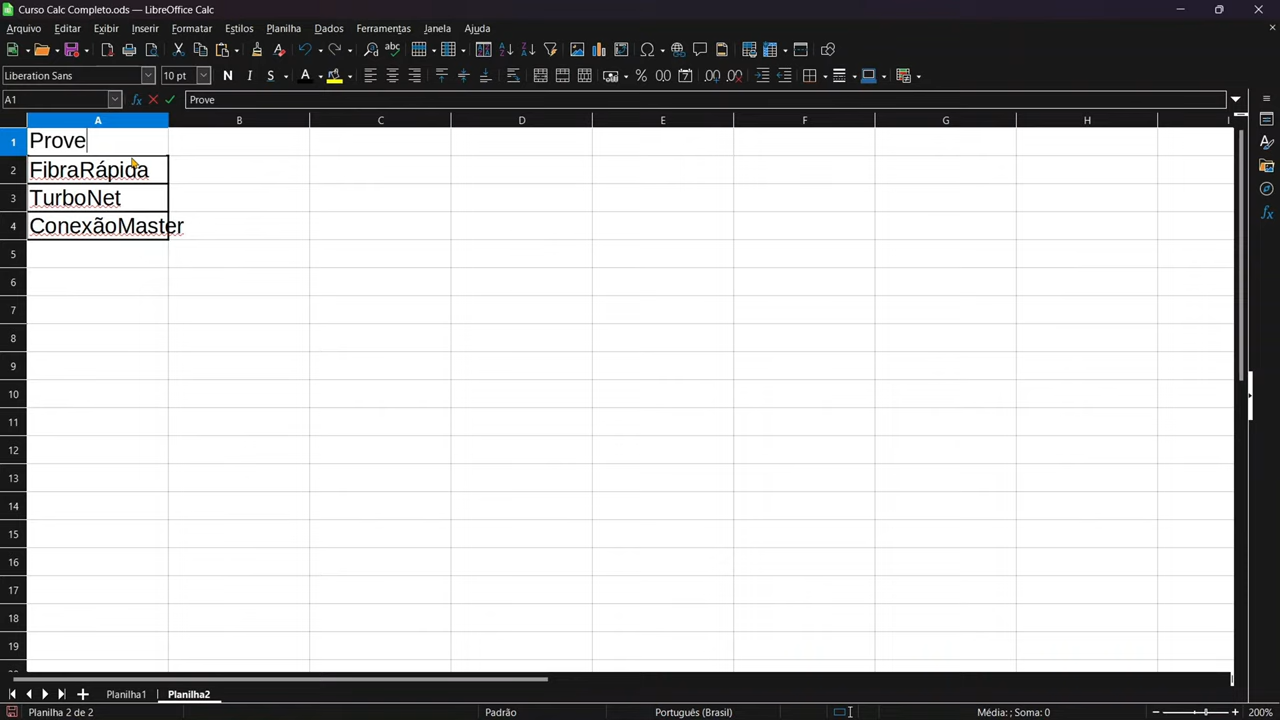 Curso Calc Completo.ods — LibreOffice Calc
Arquivo Editar Exibir Inserir Formatar Estilos Planilha Dados Ferramentas Janela Ajuda
Liberation Sans 10 pt N I S A
A1 Prove
A B C D E F G H I
1 Prove
2 FibraRápida
3 TurboNet
4 ConexãoMaster
5
6
7
8
9
10
11
12
13
14
15
16
17
18
19
Planilha1 Planilha2
Planilha 2 de 2 Padrão Português (Brasil) Média: ; Soma: 0 200%